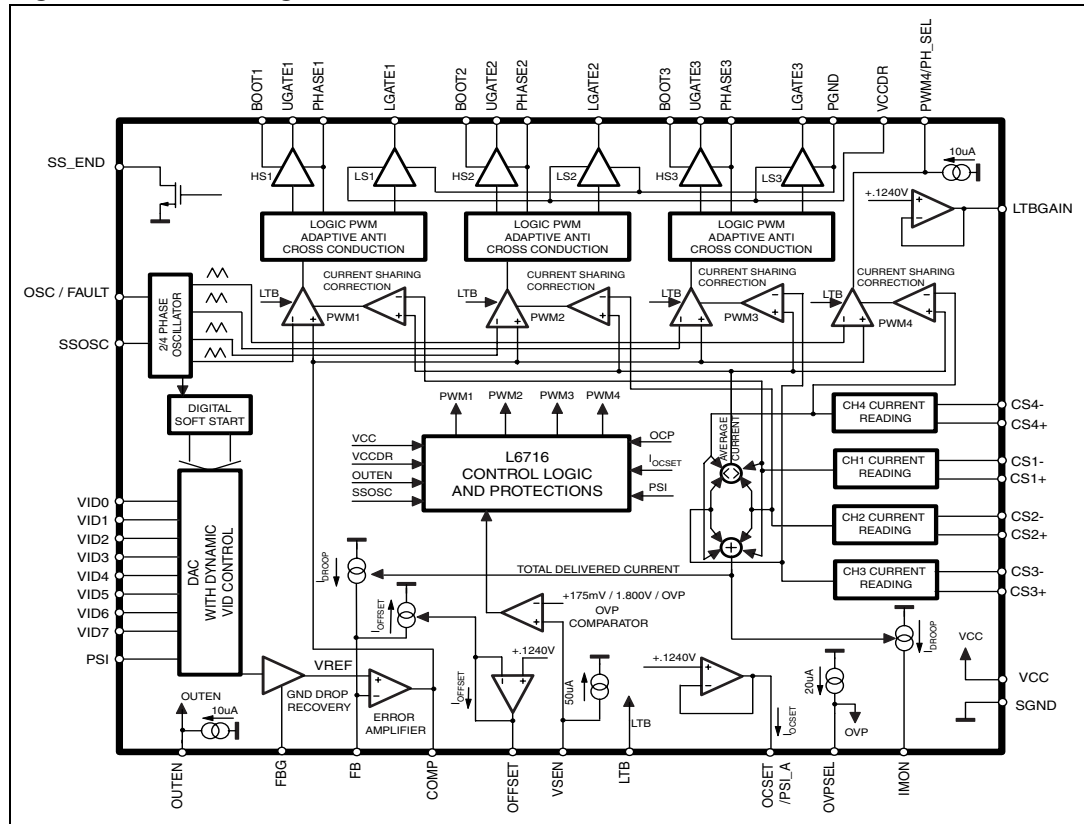 BOOT1
UGATE1
PHASE1
LGATE1
BOOT2
UGATE2
PHASE2
LGATE2
BOOT3
UGATE3
PHASE3
LGATE3
PGND
VCCDR
PWM4/PH_SEL
SS_END
HS1
LS1
HS2
LS2
HS3
LS3
10uA
+.1240V
LTBGAIN
LOGIC PWM
ADAPTIVE ANTI
CROSS CONDUCTION
LOGIC PWM
ADAPTIVE ANTI
CROSS CONDUCTION
LOGIC PWM
ADAPTIVE ANTI
CROSS CONDUCTION
OSC / FAULT
SSOSC
2/4 PHASE
OSCILLATOR
LTB
CURRENT SHARING
CORRECTION
PWM1
LTB
CURRENT SHARING
CORRECTION
PWM2
LTB
CURRENT SHARING
CORRECTION
PWM3
LTB
CURRENT SHARING
CORRECTION
PWM4
DIGITAL
SOFT START
PWM1
PWM2
PWM3
PWM4
VCC
VCCDR
OUTEN
SSOSC
L6716
CONTROL LOGIC
AND PROTECTIONS
OCP
IOCSET
PSI
AVERAGE
CURRENT
CH4 CURRENT
READING
CS4-
CS4+
CH1 CURRENT
READING
CS1-
CS1+
CH2 CURRENT
READING
CS2-
CS2+
CH3 CURRENT
READING
CS3-
CS3+
VID0
VID1
VID2
VID3
VID4
VID5
VID6
VID7
PSI
DAC
WITH DYNAMIC
VID CONTROL
IDROOP
TOTAL DELIVERED CURRENT
IOFFSET
+175mV / 1.800V / OVP
OVP
COMPARATOR
+.1240V
IOFFSET
50uA
LTB
+.1240V
IOCSET
20uA
OVP
IDROOP
VCC
VCC
SGND
VREF
GND DROP
RECOVERY
ERROR
AMPLIFIER
OUTEN
10uA
OUTEN
FBG
FB
COMP
OFFSET
VSEN
LTB
OCSET
/PSI_A
OVPSEL
IMON